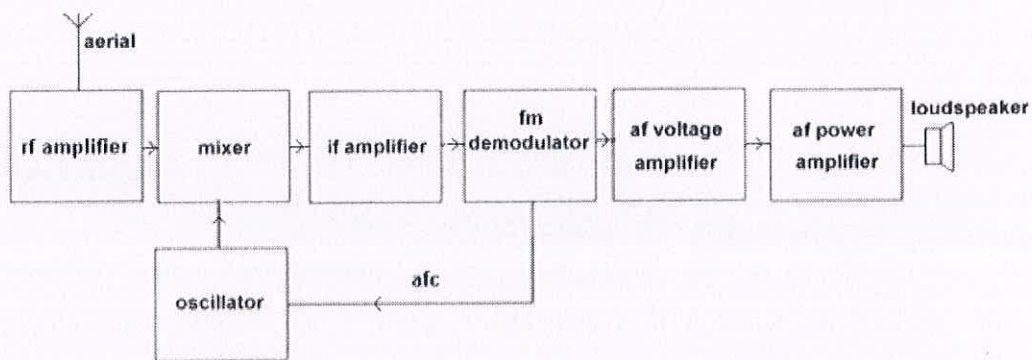 aerial
rf amplifier
mixer
if amplifier
fm
demodulator
af voltage
amplifier
af power
amplifier
loudspeaker
oscillator
afc